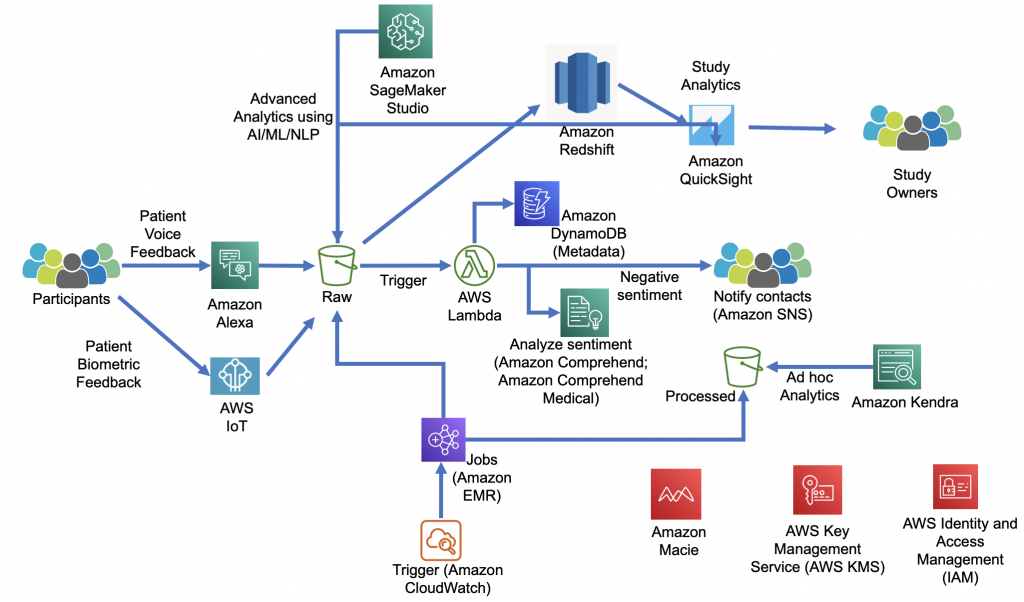 Amazon
SageMaker
Studio
Advanced
Analytics using
AI/ML/NLP
Amazon
Redshift
Study
Analytics
Amazon
QuickSight
Study
Owners
Patient
Voice
Feedback
Participants
Amazon
Alexa
Raw
Trigger
AWS
Lambda
Amazon
DynamoDB
(Metadata)
Negative
sentiment
Notify contacts
(Amazon SNS)
Analyze sentiment
(Amazon Comprehend;
Amazon Comprehend
Medical)
Patient
Biometric
Feedback
AWS
IoT
Processed
Ad hoc
Analytics
Amazon Kendra
Jobs
(Amazon
EMR)
Trigger (Amazon
CloudWatch)
Amazon
Macie
AWS Key
Management
Service (AWS KMS)
AWS Identity and
Access
Management
(IAM)